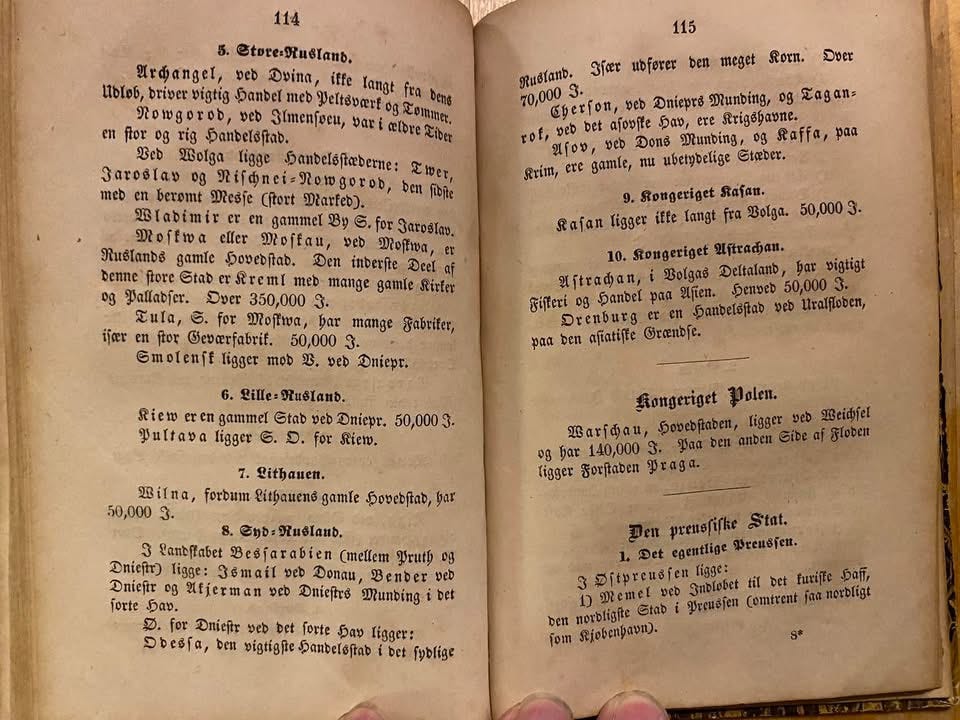 114
5. Støre-Rusland.
Archangel, ved Dvina, ikke langt fra dens
Udløb, driver vigtig Handel med Peltsværk og Tømmer.
Nowgorod, ved Ilmensøeu, var i ældre Tider
en stor og rig Handelsstad.
Ved Wolga ligge Handelsstæderne: Twer,
Jaroslav og Nischnei-Nowgorod, den sidste
med en berømt Messe (stort Marked).
Wladimir er en gammel By S. for Jaroslav.
Moskwa eller Moskau, ved Moskwa, er
Ruslands gamle Hovedstad. Den inderste Deel af
denne store Stad er Kreml med mange gamle Kirker
og Palladser. Over 350,000 J.
Tula, S. for Moskwa, har mange Fabriker,
især en stor Geværfabrik. 50,000 J.
Smolensk ligger mod V. ved Dniepr.
6. Lille-Rusland.
Kiew er en gammel Stad ved Dniepr. 50,000 J.
Pultava ligger S. O. for Kiew.
7. Lithauen.
Wilna, fordum Lithauens gamle Hovedstad, har
50,000 J.
8. Syd-Rusland.
J Landskabet Bessarabien (mellem Pruth og
Dniestr) ligge: Ismail ved Donau, Bender ved
Dniestr og Akjerman ved Dniestrs Munding i det
sorte Hav.
Ø. for Dniestr ved det sorte Hav ligger:
Odessa, den vigtigste Handelsstad i det sydlige
115
Rusland. Især udfører den meget Korn. Over
70,000 J.
Cherson, ved Dnieprs Munding, og Tagan-
rok, ved det asovske Hav, ere Krigshavne.
Asov, ved Dons Munding, og Kaffa, paa
Krim, ere gamle, nu ubetydelige Stæder.
9. Kongeriget Kasan.
Kasan ligger ikke langt fra Volga. 50,000 J.
10. Kongeriget Astrachan.
Astrachan, i Volgas Deltaland, har vigtigt
Fiskeri og Handel paa Asien. Henved 50,000 J.
Orenburg er en Handelsstad ved Uralfloden,
paa den asiatiske Grændse.
Kongeriget Polen.
Warschau, Hovedstaden, ligger ved Weichsel
og har 140,000 J. Paa den anden Side af Floden
ligger Forstaden Praga.
Den preussiske Stat.
1. Det egentlige Preussen.
J Østpreussen ligge:
1) Memel ved Indløbet til det kuriske Haff,
den nordligste Stad i Preussen (omtrent saa nordligt
som Kjøbenhavn).
8*